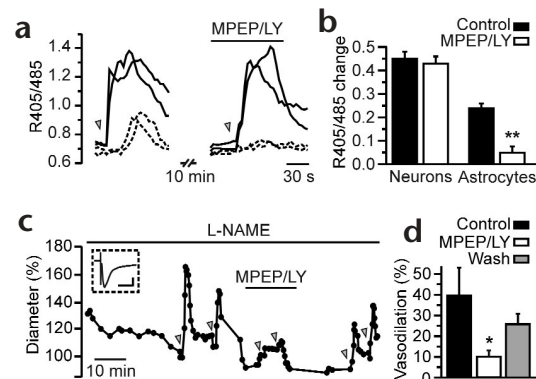 a
MPEP/LY
R405/485
1.4
1.2
1.0
0.8
0.6
10 min
30 s
b
Control
MPEP/LY
R405/485 change
0.5
0.4
0.3
0.2
0.1
0.0
**
Neurons
Astrocytes
c
L-NAME
MPEP/LY
Diameter (%)
180
160
140
120
100
10 min
d
Control
MPEP/LY
Wash
Vasodilation (%)
50
40
30
20
10
0
*